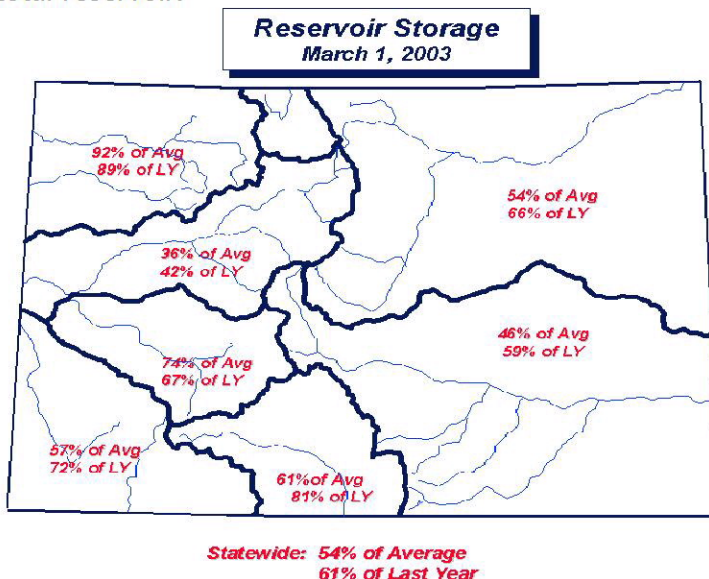 Reservoir Storage
March 1, 2003
92% of Avg
89% of LY
54% of Avg
66% of LY
36% of Avg
42% of LY
46% of Avg
59% of LY
74% of Avg
67% of LY
57% of Avg
72% of LY
61%of Avg
81% of LY
Statewide: 54% of Average
61% of Last Year